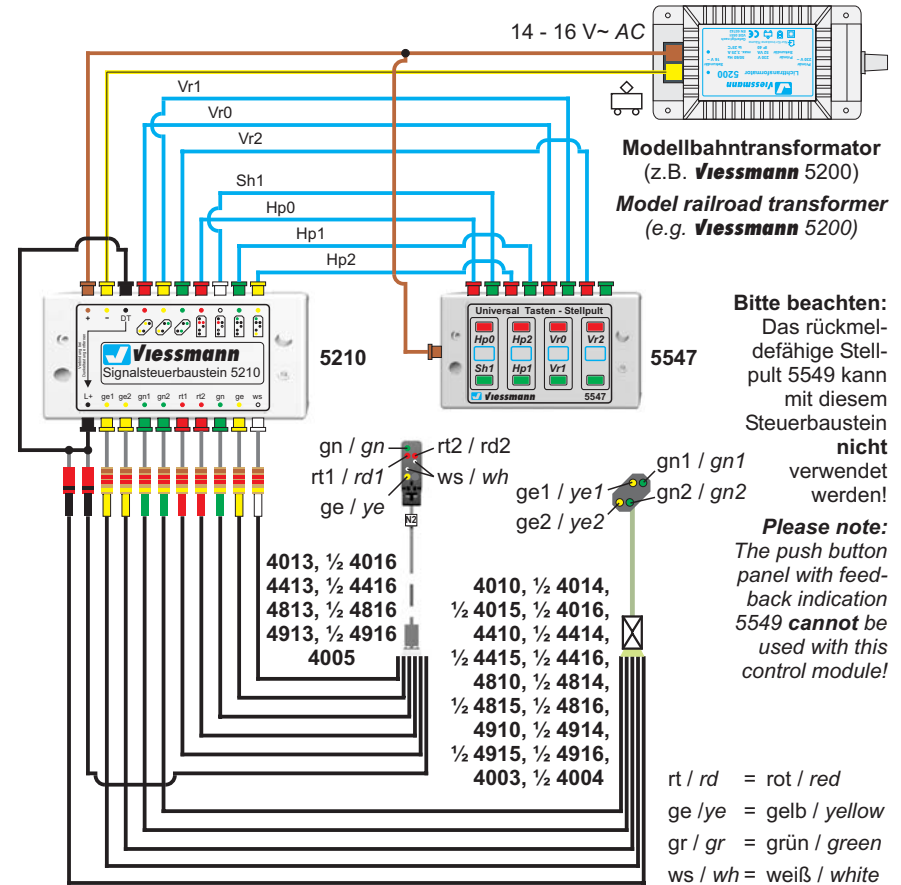 14 - 16 V~ AC
Lichttransformator 5200
Viessmann
Modellbahntransformator
(z.B. Viessmann 5200)
Model railroad transformer
(e.g. Viessmann 5200)
Vr1
Vr0
Vr2
Sh1
Hp0
Hp1
Hp2
+ − DT
Viessmann
Signalsteuerbaustein 5210
L+ ge1 ge2 gn1 gn2 rt1 rt2 gn ge ws
5210
Universal Tasten - Stellpult
Hp0 Hp2 Vr0 Vr2
Sh1 Hp1 Vr1
Viessmann 5547
5547
Bitte beachten:
Das rückmel-
defähige Stell-
pult 5549 kann
mit diesem
Steuerbaustein
nicht
verwendet
werden!
Please note:
The push button
panel with feed-
back indication
5549 cannot be
used with this
control module!
gn / gn
rt2 / rd2
rt1 / rd1
ws / wh
ge / ye
N2
gn1 / gn1
ge1 / ye1
gn2 / gn2
ge2 / ye2
4013, ½ 4016
4413, ½ 4416
4813, ½ 4816
4913, ½ 4916
4005
4010, ½ 4014,
½ 4015, ½ 4016,
4410, ½ 4414,
½ 4415, ½ 4416,
4810, ½ 4814,
½ 4815, ½ 4816,
4910, ½ 4914,
½ 4915, ½ 4916,
4003, ½ 4004
rt / rd = rot / red
ge /ye = gelb / yellow
gr / gr = grün / green
ws / wh = weiß / white